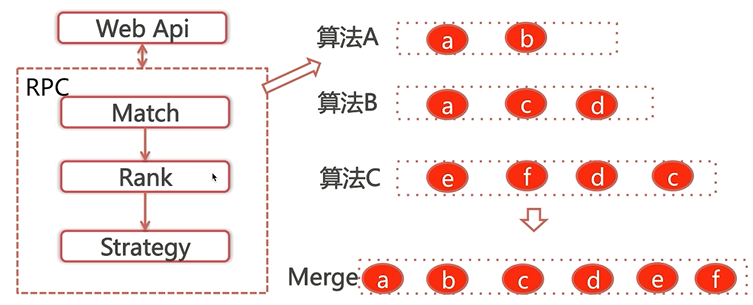 Web Api
RPC
Match
Rank
Strategy
算法A a b
算法B a c d
算法C e f d c
Merge a b c d e f